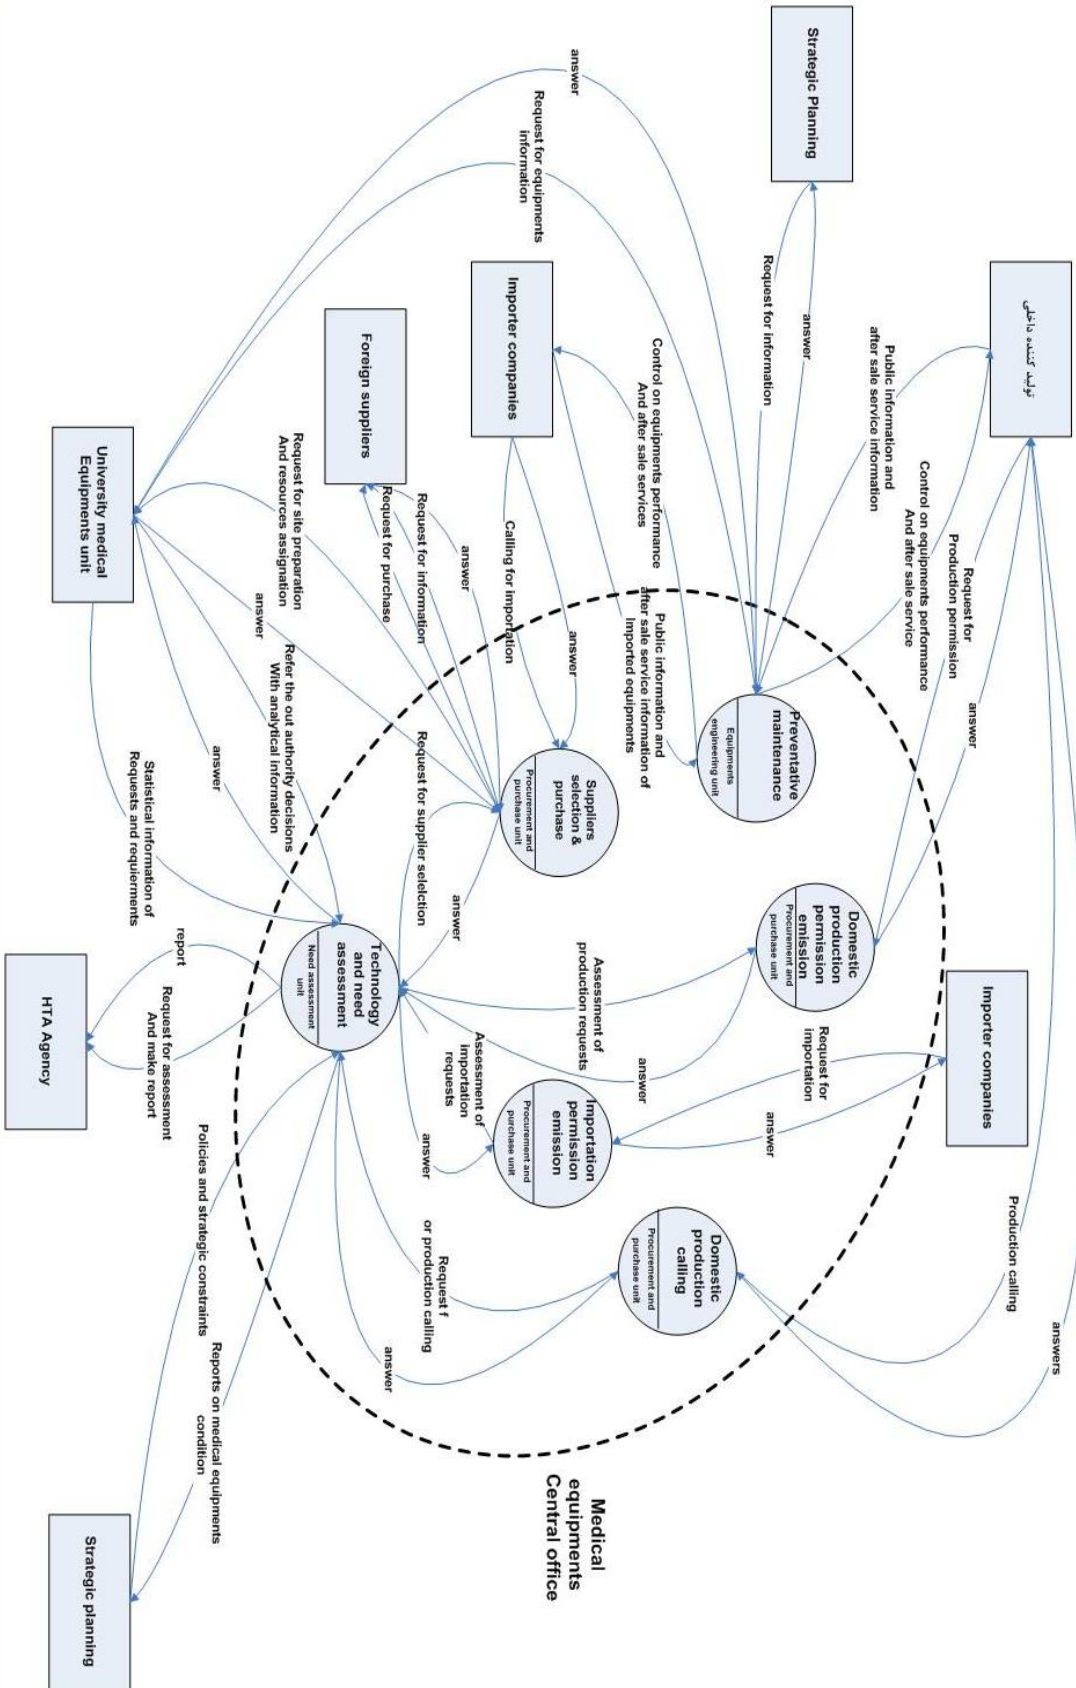 تولید کننده داخلی
Strategic Planning
answer
Request for information
answer
Request for equipments
information
Public information and
after sale service information
Control on equipments performance
And after sale service
Request for
Production permission
answer
Production calling
answers
Importer companies
Control on equipments performance
And after sale services
Public information and
after sale service information of
Imported equipments
Calling for importation
answer
Foreign suppliers
answer
Request for information
Request for purchase
University medical
Equipments unit
Request for site preparation
And resources assignation
answer
Refer the out authority decisions
With analytical information
answer
Statistical information of
Requests and requierments
Preventative
maintenance
Equipments
engineering unit
Suppliers
selection &
purchase
Procurement and
purchase unit
Domestic
production
permission
emission
Procurement and
purchase unit
Importer companies
Request for
importation
answer
Importation
permission
emission
Procurement and
purchase unit
Domestic
production
calling
Procurement and
purchase unit
Technology
and need
assessment
Need assessment
unit
Request for supplier selelction
answer
Assessment of
production requests
answer
Assessment of
importation
requests
answer
Request f
or production calling
answer
report
Request for assessment
And make report
HTA Agency
Policies and strategic constraints
Reports on medical equipments
condition
Strategic planning
Medical
equipments
Central office